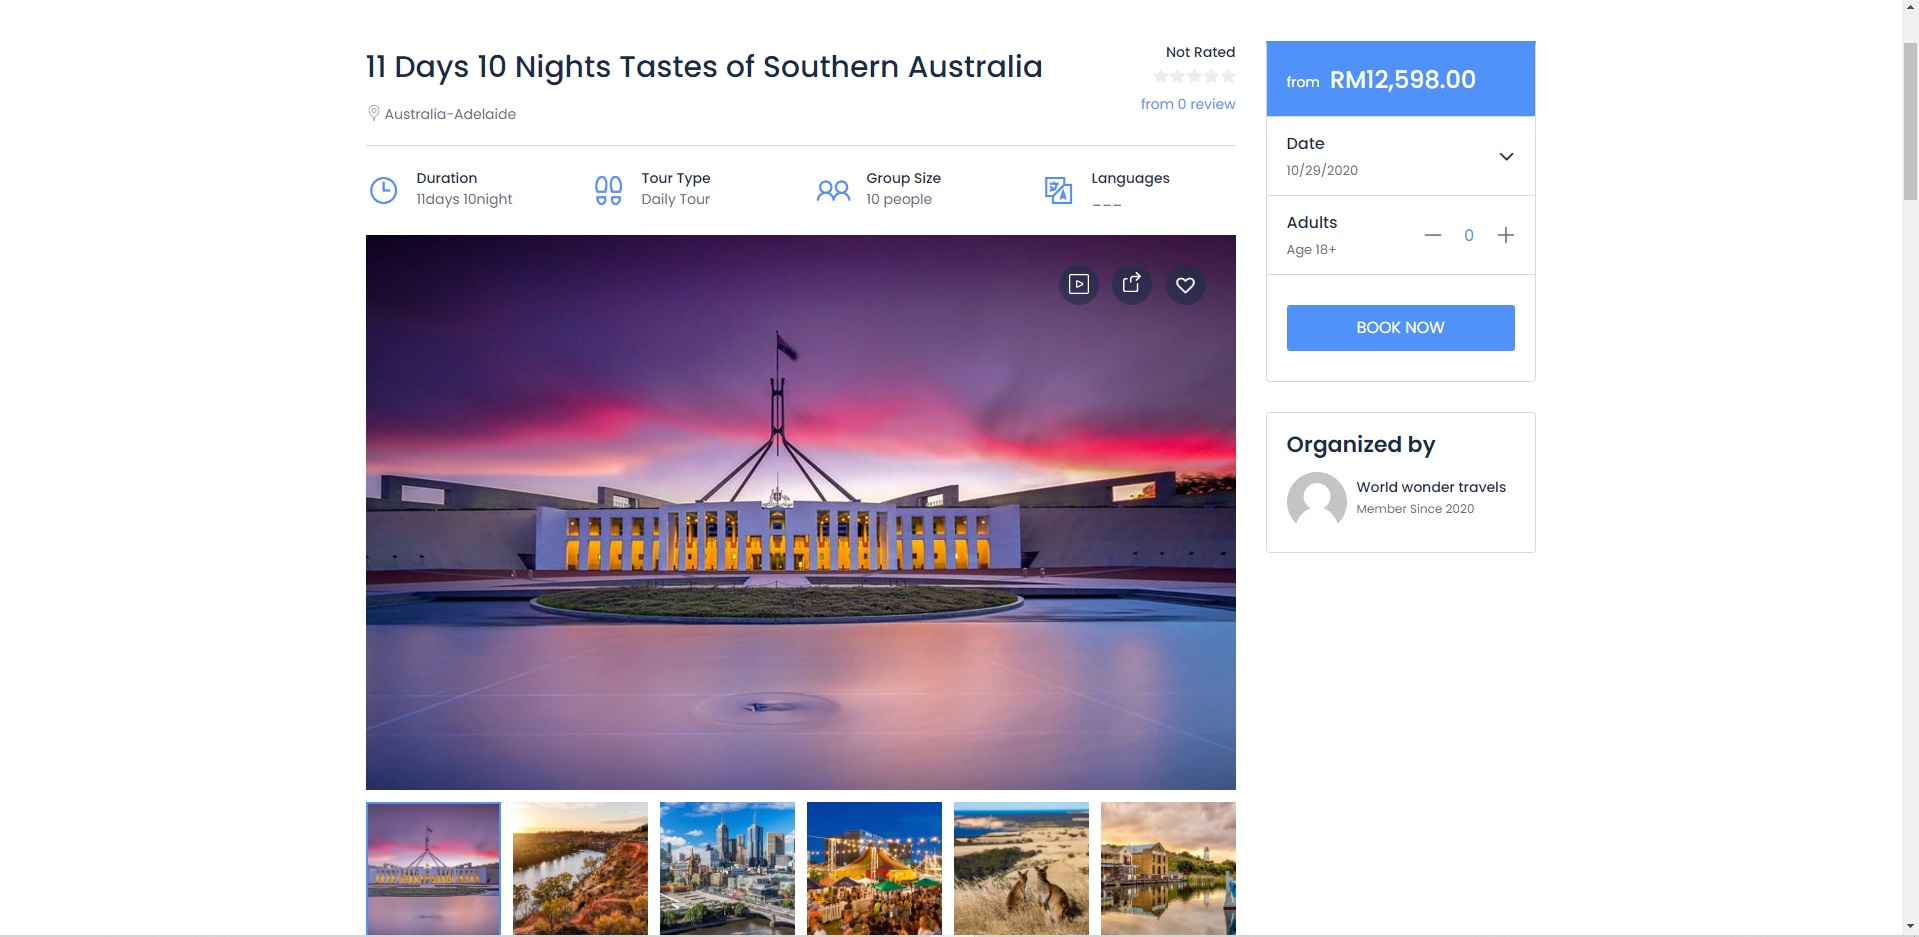 11 Days 10 Nights Tastes of Southern Australia
Australia-Adelaide
Not Rated
from 0 review
Duration
11days 10night
Tour Type
Daily Tour
Group Size
10 people
Languages
___
from RM12,598.00
Date
10/29/2020
Adults
Age 18+
0
BOOK NOW
Organized by
World wonder travels
Member Since 2020